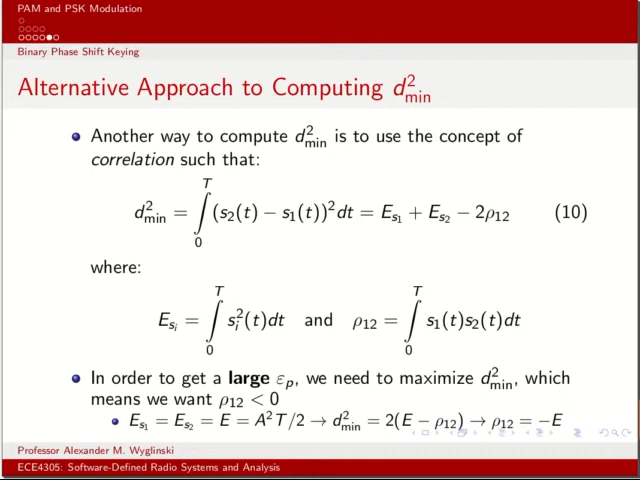 PAM and PSK Modulation
Binary Phase Shift Keying
Alternative Approach to Computing d²min
Another way to compute d²min is to use the concept of
correlation such that:
d²min = ∫₀ᵀ (s₂(t) − s₁(t))²dt = Es₁ + Es₂ − 2ρ₁₂ (10)
where:
Esᵢ = ∫₀ᵀ sᵢ²(t)dt and ρ₁₂ = ∫₀ᵀ s₁(t)s₂(t)dt
In order to get a large εₚ, we need to maximize d²min, which
means we want ρ₁₂ < 0
Es₁ = Es₂ = E = A²T/2 → d²min = 2(E − ρ₁₂) → ρ₁₂ = −E
Professor Alexander M. Wyglinski
ECE4305: Software-Defined Radio Systems and Analysis